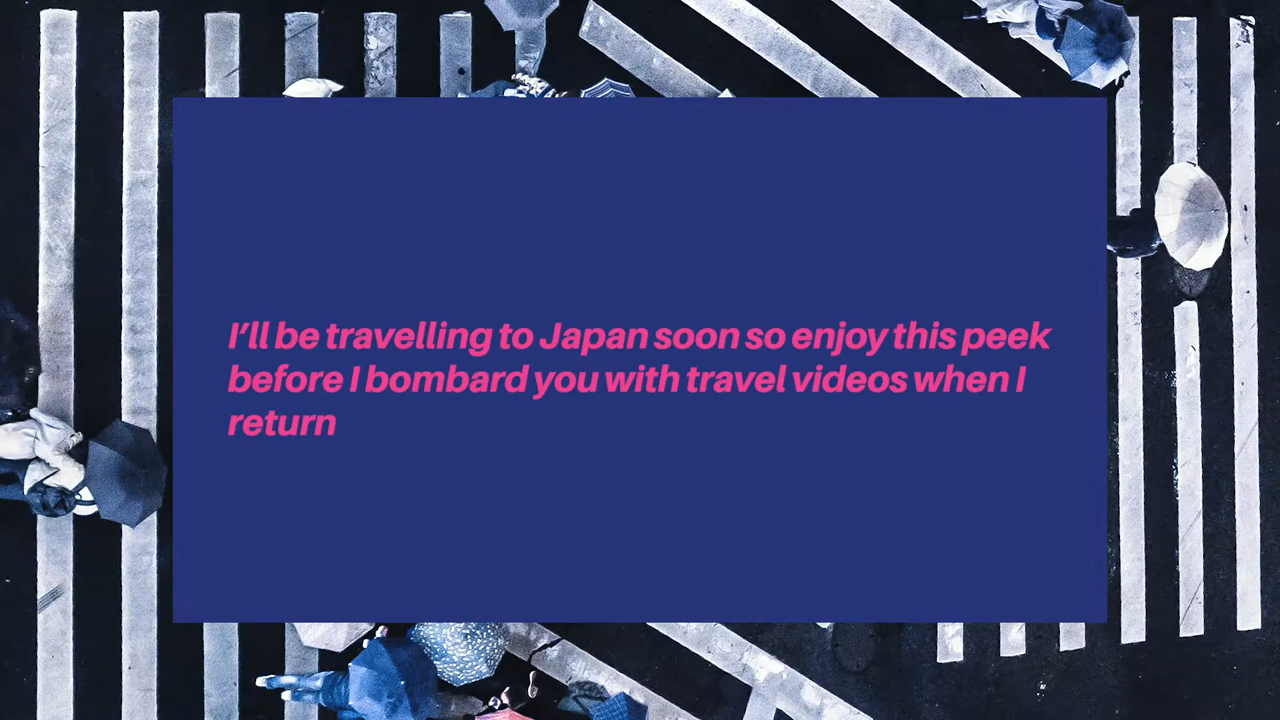 I’ll be travelling to Japan soon so enjoy this peek
before I bombard you with travel videos when I
return